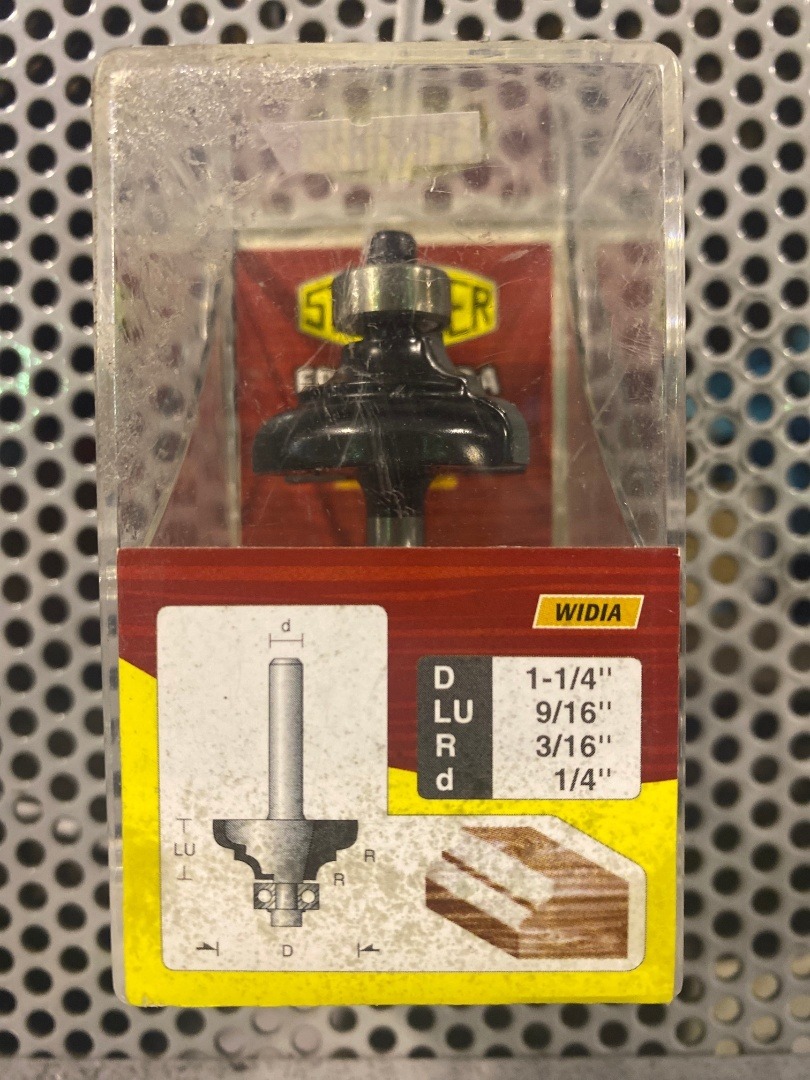 WIDIA
d
D 1-1/4"
LU 9/16"
R 3/16"
d 1/4"
LU
R
R
D